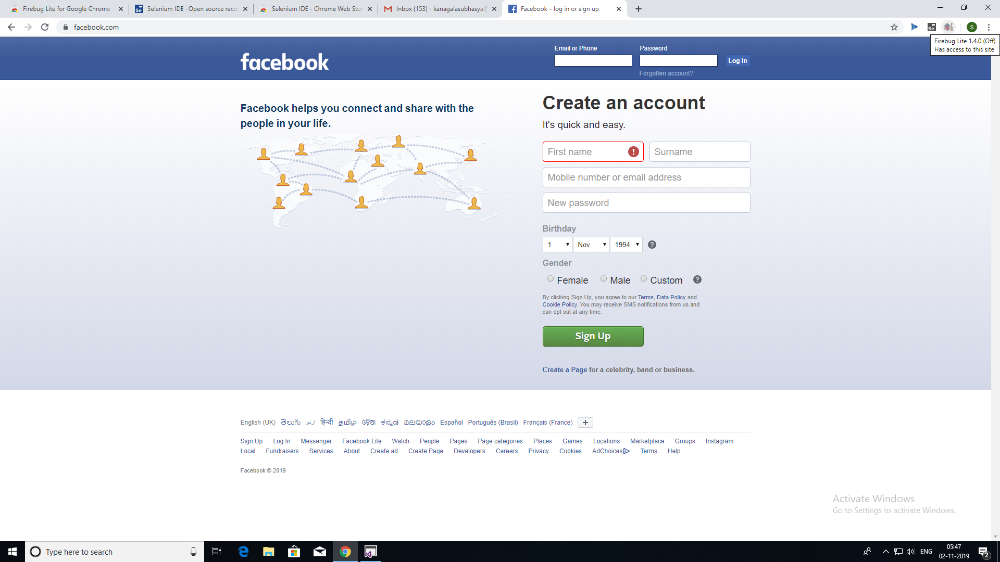 Firebug Lite for Google Chrome -
Selenium IDE · Open source reco
Selenium IDE - Chrome Web Stor
Inbox (153) - kanagalasubhasya@
Facebook – log in or sign up
facebook.com
Se
S
Firebug Lite 1.4.0 (Off)
Has access to this site
facebook
Email or Phone
Password
Log In
Forgotten account?
Facebook helps you connect and share with the
people in your life.
Create an account
It's quick and easy.
First name
Surname
Mobile number or email address
New password
Birthday
1 Nov 1994
Gender
Female Male Custom
By clicking Sign Up, you agree to our Terms, Data Policy and
Cookie Policy. You may receive SMS notifications from us and
can opt out at any time.
Sign Up
Create a Page for a celebrity, band or business.
English (UK) తెలుగు اردو हिन्दी தமிழ் ଓଡ଼ିଆ ಕನ್ನಡ മലയാളം Español Português (Brasil) Français (France)
Sign Up Log In Messenger Facebook Lite Watch People Pages Page categories Places Games Locations Marketplace Groups Instagram
Local Fundraisers Services About Create ad Create Page Developers Careers Privacy Cookies AdChoices Terms Help
Facebook © 2019
Activate Windows
Go to Settings to activate Windows.
Type here to search
ENG
05:47
02-11-2019
2